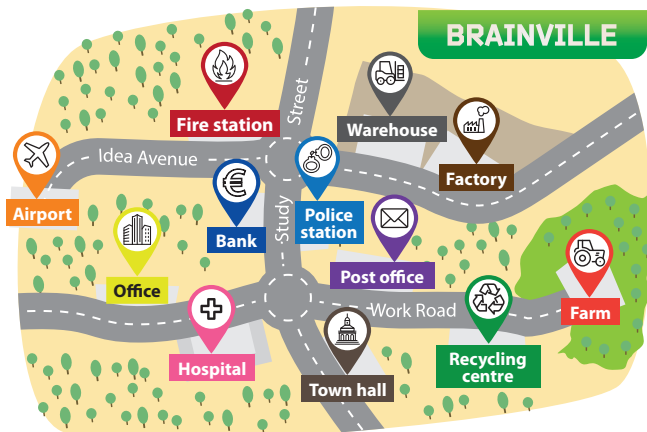 BRAINVILLE
Street
Fire station
Warehouse
Idea Avenue
Factory
Airport
Bank
Study
Police
station
Post office
Office
Work Road
Farm
Hospital
Recycling
centre
Town hall